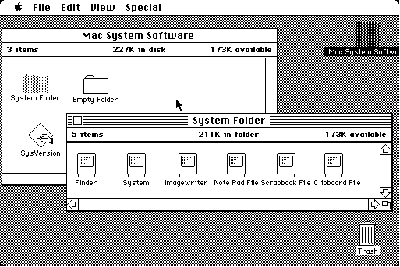 File Edit View Special
Mac System Software
3 items 227K in disk 173K available
Mac System Softwar
System Folder Empty Folder
SysVersion
System Folder
5 items 211K in folder 173K available
Finder System Imagewriter Note Pad File Scrapbook File Clipboard File
Trash